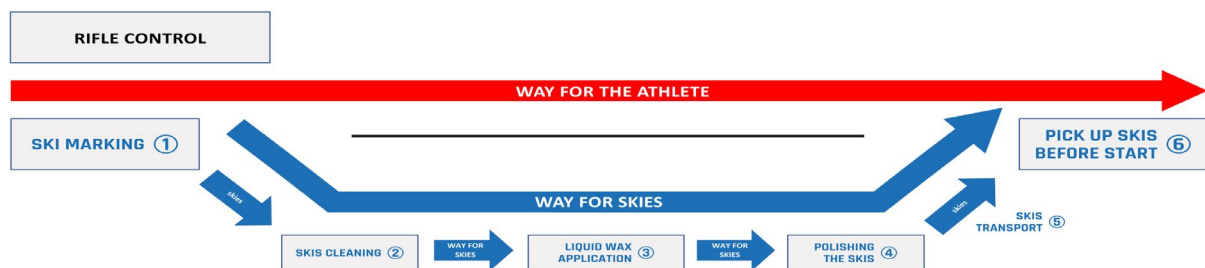 RIFLE CONTROL
WAY FOR THE ATHLETE
SKI MARKING ①
PICK UP SKIS
BEFORE START ⑥
skies
WAY FOR SKIES
skies
SKIS
TRANSPORT ⑤
SKIS CLEANING ②
WAY FOR
SKIES
LIQUID WAX
APPLICATION ③
WAY FOR
SKIES
POLISHING
THE SKIS ④